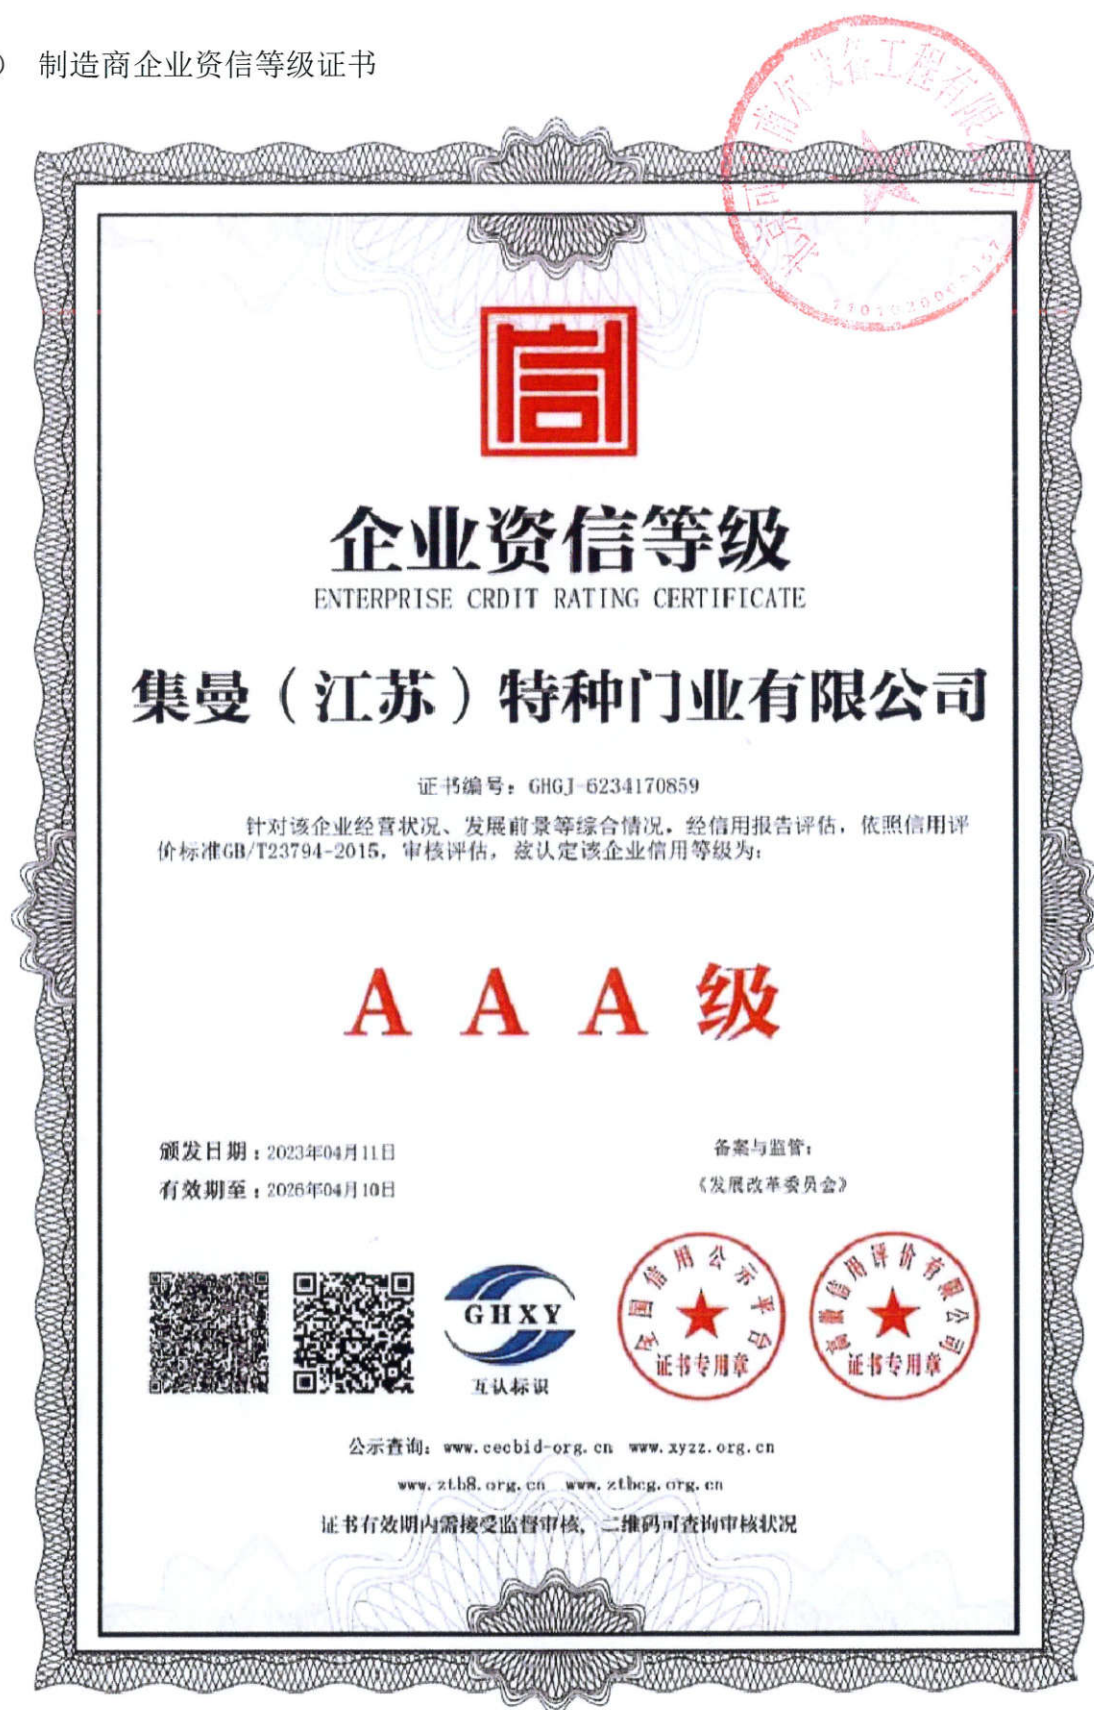 ) 制造商企业资信等级证书
企业资信等级
ENTERPRISE CRDIT RATING CERTIFICATE
集曼（江苏）特种门业有限公司
证书编号：GHGJ-6234170859
针对该企业经营状况、发展前景等综合情况，经信用报告评估，依照信用评
价标准GB/T23794-2015，审核评估，兹认定该企业信用等级为：
AAA级
颁发日期：2023年04月11日
备案与监管：
有效期至：2026年04月10日
《发展改革委员会》
GHXY
互认标识
全国信用公示平台
证书专用章
信用评价有限公司
证书专用章
公示查询：www.cecbid-org.cn www.xyzz.org.cn
www.ztb8.org.cn www.ztbcg.org.cn
证书有效期内需接受监督审核，二维码可查询审核状况